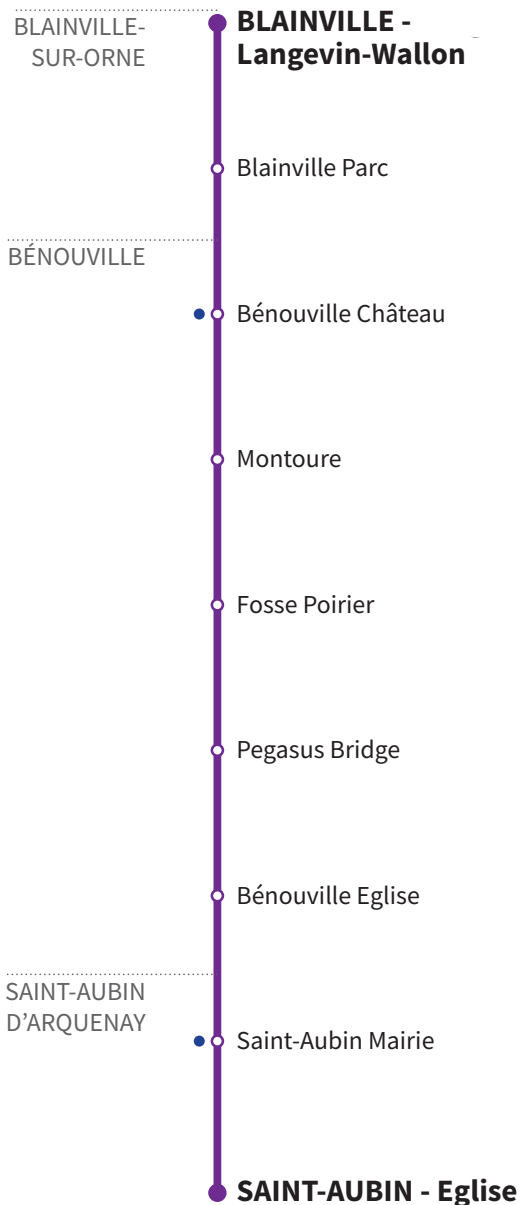 BLAINVILLE-
SUR-ORNE
BLAINVILLE -
Langevin-Wallon
Blainville Parc
BÉNOUVILLE
Bénouville Château
Montoure
Fosse Poirier
Pegasus Bridge
Bénouville Eglise
SAINT-AUBIN
D’ARQUENAY
Saint-Aubin Mairie
SAINT-AUBIN - Eglise